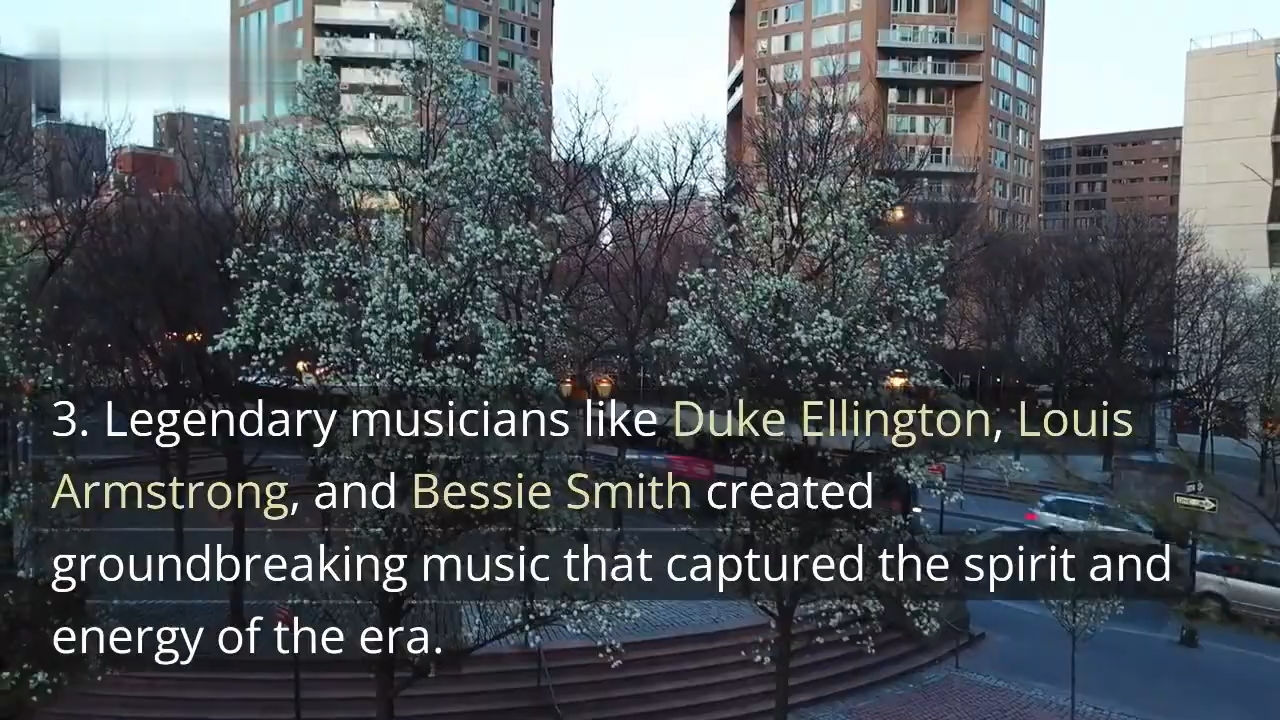 3. Legendary musicians like Duke Ellington, Louis
Armstrong, and Bessie Smith created
groundbreaking music that captured the spirit and
energy of the era.